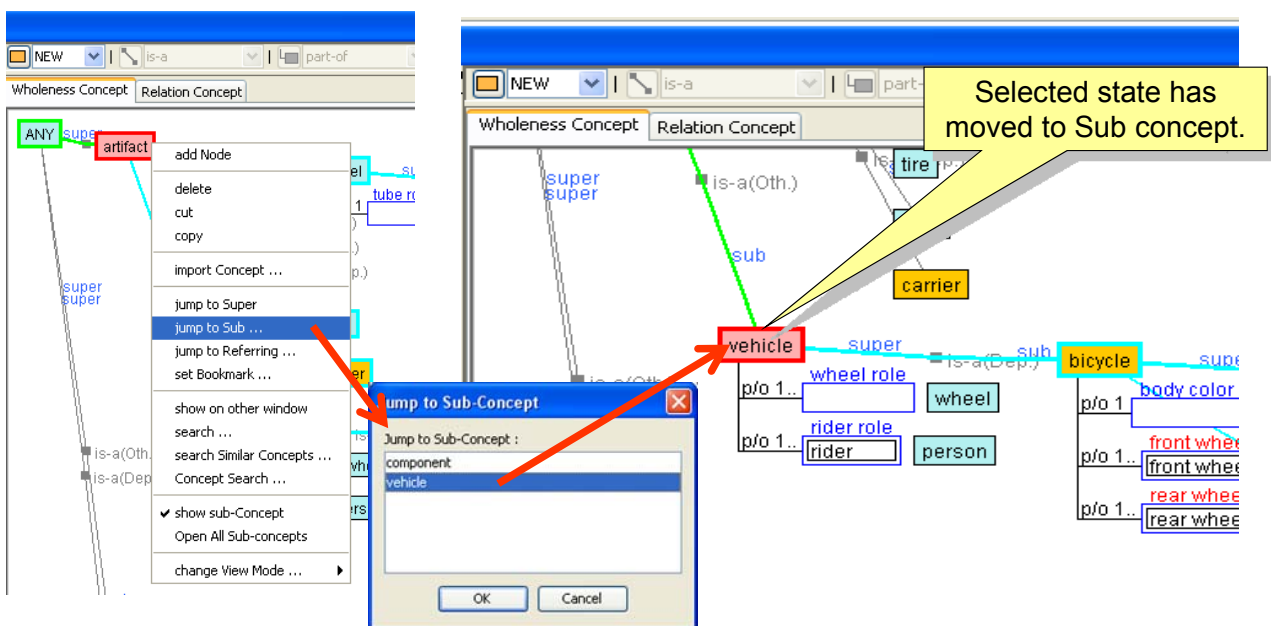 NEW
is-a
part-of
Wholeness Concept
Relation Concept
ANY
super
artifact
add Node
delete
cut
copy
import Concept ...
jump to Super
jump to Sub ...
jump to Referring ...
set Bookmark ...
show on other window
search ...
search Similar Concepts ...
Concept Search ...
show sub-Concept
Open All Sub-concepts
change View Mode ...
super
super
is-a(Oth.
is-a(Dep
tube ro
1
Jump to Sub-Concept
Jump to Sub-Concept :
component
vehicle
OK
Cancel
NEW
is-a
part-
Wholeness Concept
Relation Concept
Selected state has
moved to Sub concept.
super
super
is-a(Oth.)
tire
sub
carrier
vehicle
super
is-a(Dep.)
sub
bicycle
supe
p/o 1..
wheel role
wheel
p/o 1..
rider role
rider
person
p/o 1
body color
p/o 1..
front whee
front whee
p/o 1..
rear whee
rear whee